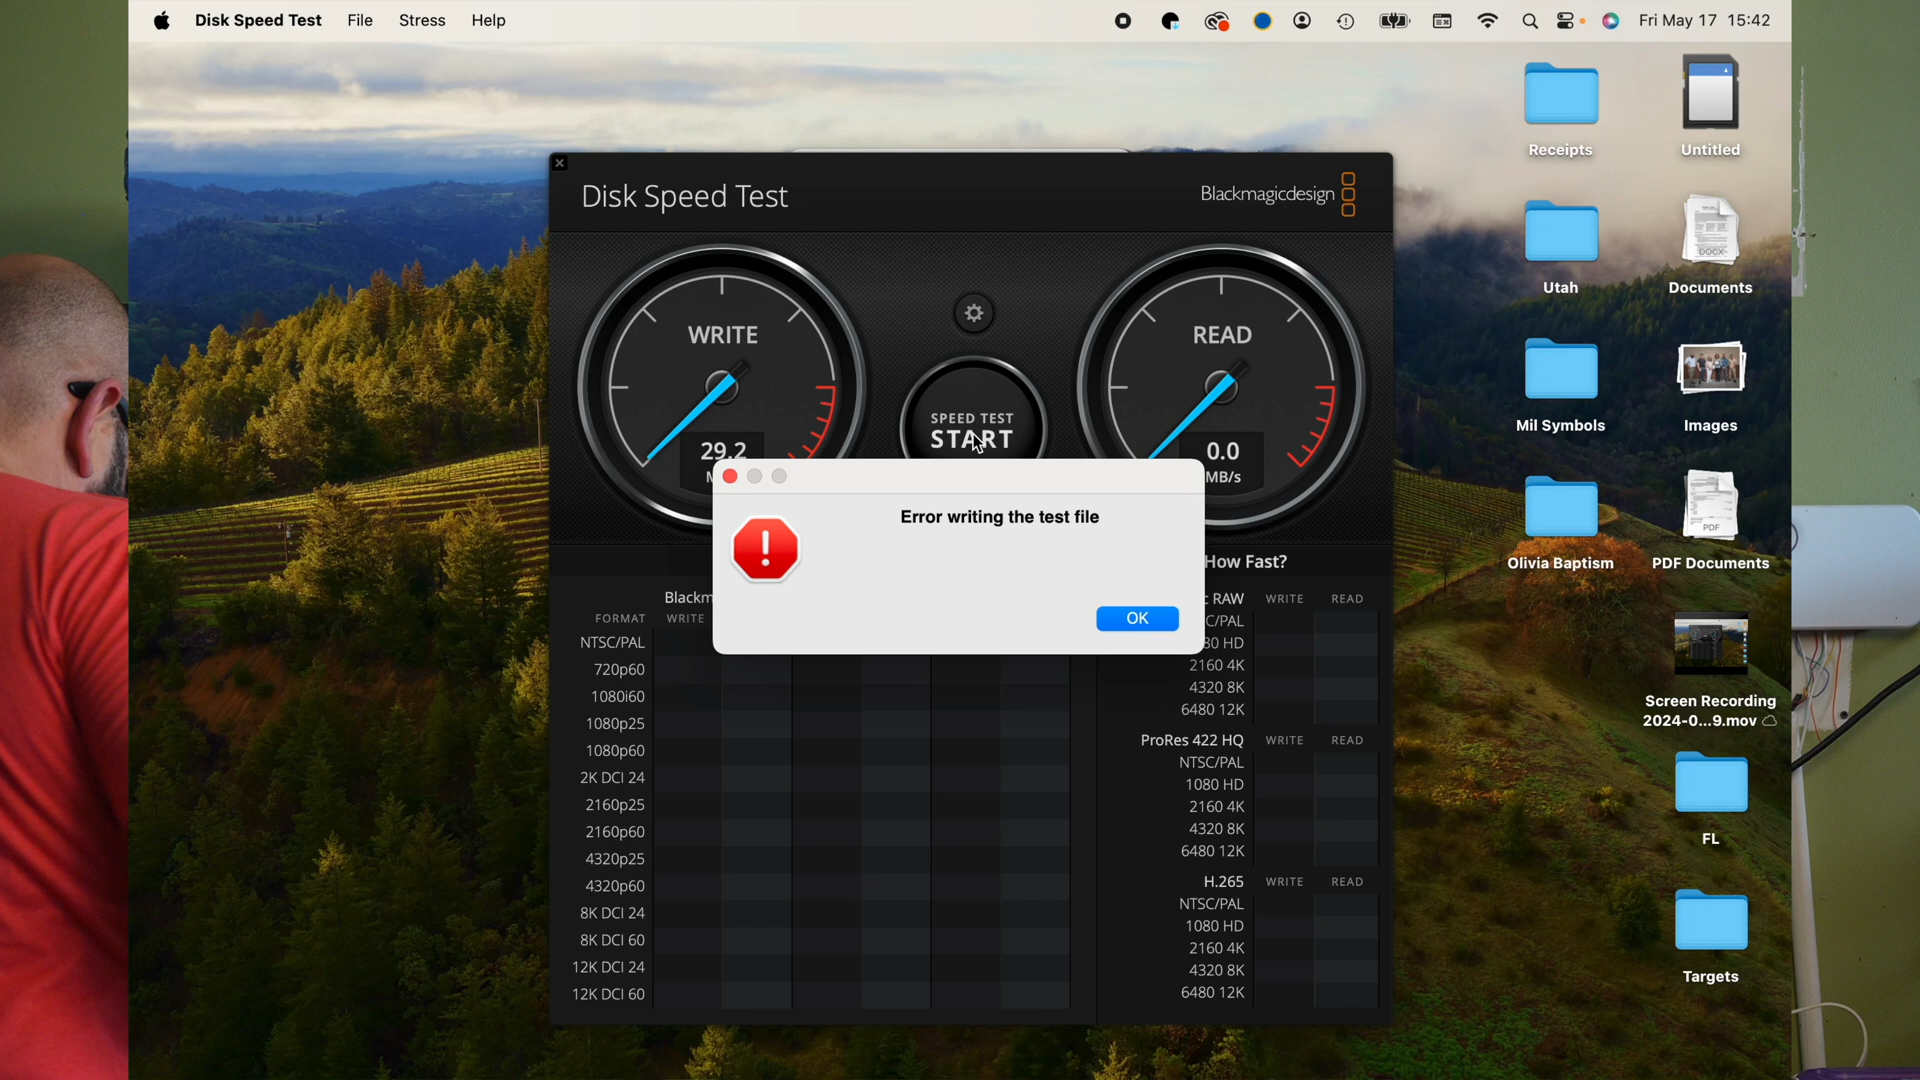 Disk Speed Test File Stress Help
Fri May 17 15:42
Receipts
Untitled
Utah
DOCX
Documents
Mil Symbols
Images
Olivia Baptism
PDF
PDF Documents
Screen Recording
2024-0...9.mov
FL
Targets
Disk Speed Test
Blackmagicdesign
WRITE
29.2
SPEED TEST
START
READ
0.0
MB/s
Error writing the test file
OK
How Fast?
Blackm
FORMAT WRITE
NTSC/PAL
720p60
1080i60
1080p25
1080p60
2K DCI 24
2160p25
2160p60
4320p25
4320p60
8K DCI 24
8K DCI 60
12K DCI 24
12K DCI 60
RAW WRITE READ
C/PAL
80 HD
2160 4K
4320 8K
6480 12K
ProRes 422 HQ WRITE READ
NTSC/PAL
1080 HD
2160 4K
4320 8K
6480 12K
H.265 WRITE READ
NTSC/PAL
1080 HD
2160 4K
4320 8K
6480 12K